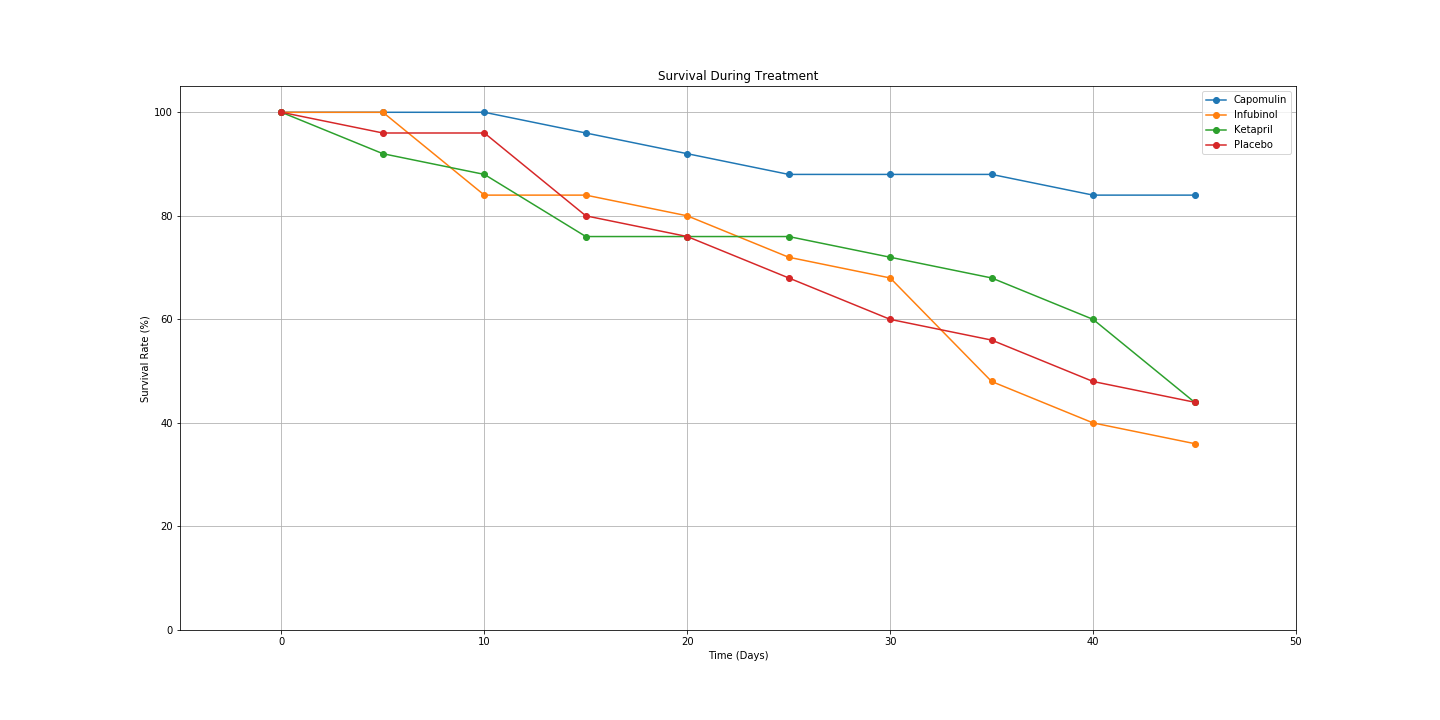 Survival During Treatment
Capomulin
Infubinol
Ketapril
Placebo
Survival Rate (%)
100
80
60
40
20
0
0 10 20 30 40 50
Time (Days)